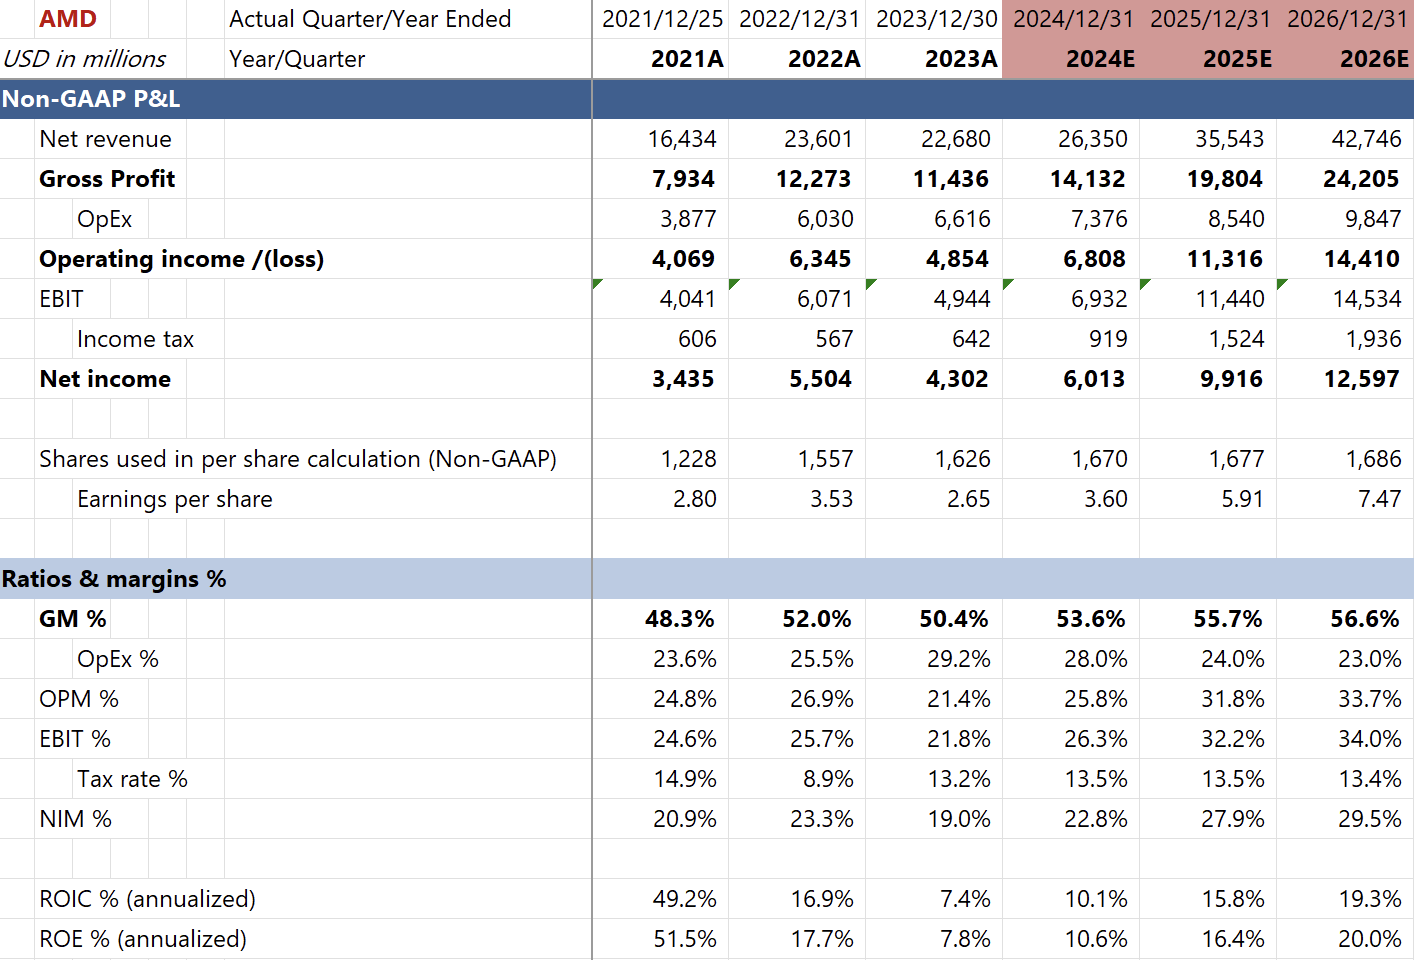 AMD Actual Quarter/Year Ended 2021/12/25 2022/12/31 2023/12/30 2024/12/31 2025/12/31 2026/12/31
USD in millions Year/Quarter 2021A 2022A 2023A 2024E 2025E 2026E
Non-GAAP P&L
Net revenue 16,434 23,601 22,680 26,350 35,543 42,746
Gross Profit 7,934 12,273 11,436 14,132 19,804 24,205
OpEx 3,877 6,030 6,616 7,376 8,540 9,847
Operating income /(loss) 4,069 6,345 4,854 6,808 11,316 14,410
EBIT 4,041 6,071 4,944 6,932 11,440 14,534
Income tax 606 567 642 919 1,524 1,936
Net income 3,435 5,504 4,302 6,013 9,916 12,597
Shares used in per share calculation (Non-GAAP) 1,228 1,557 1,626 1,670 1,677 1,686
Earnings per share 2.80 3.53 2.65 3.60 5.91 7.47
Ratios & margins %
GM % 48.3% 52.0% 50.4% 53.6% 55.7% 56.6%
OpEx % 23.6% 25.5% 29.2% 28.0% 24.0% 23.0%
OPM % 24.8% 26.9% 21.4% 25.8% 31.8% 33.7%
EBIT % 24.6% 25.7% 21.8% 26.3% 32.2% 34.0%
Tax rate % 14.9% 8.9% 13.2% 13.5% 13.5% 13.4%
NIM % 20.9% 23.3% 19.0% 22.8% 27.9% 29.5%
ROIC % (annualized) 49.2% 16.9% 7.4% 10.1% 15.8% 19.3%
ROE % (annualized) 51.5% 17.7% 7.8% 10.6% 16.4% 20.0%